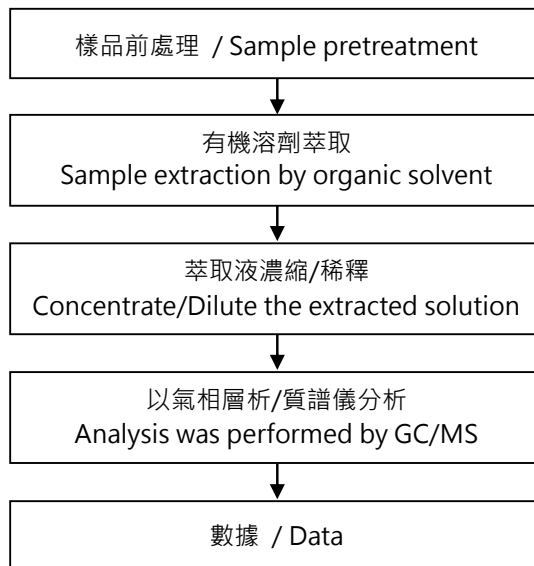 樣品前處理 / Sample pretreatment
有機溶劑萃取
Sample extraction by organic solvent
萃取液濃縮/稀釋
Concentrate/Dilute the extracted solution
以氣相層析/質譜儀分析
Analysis was performed by GC/MS
數據 / Data